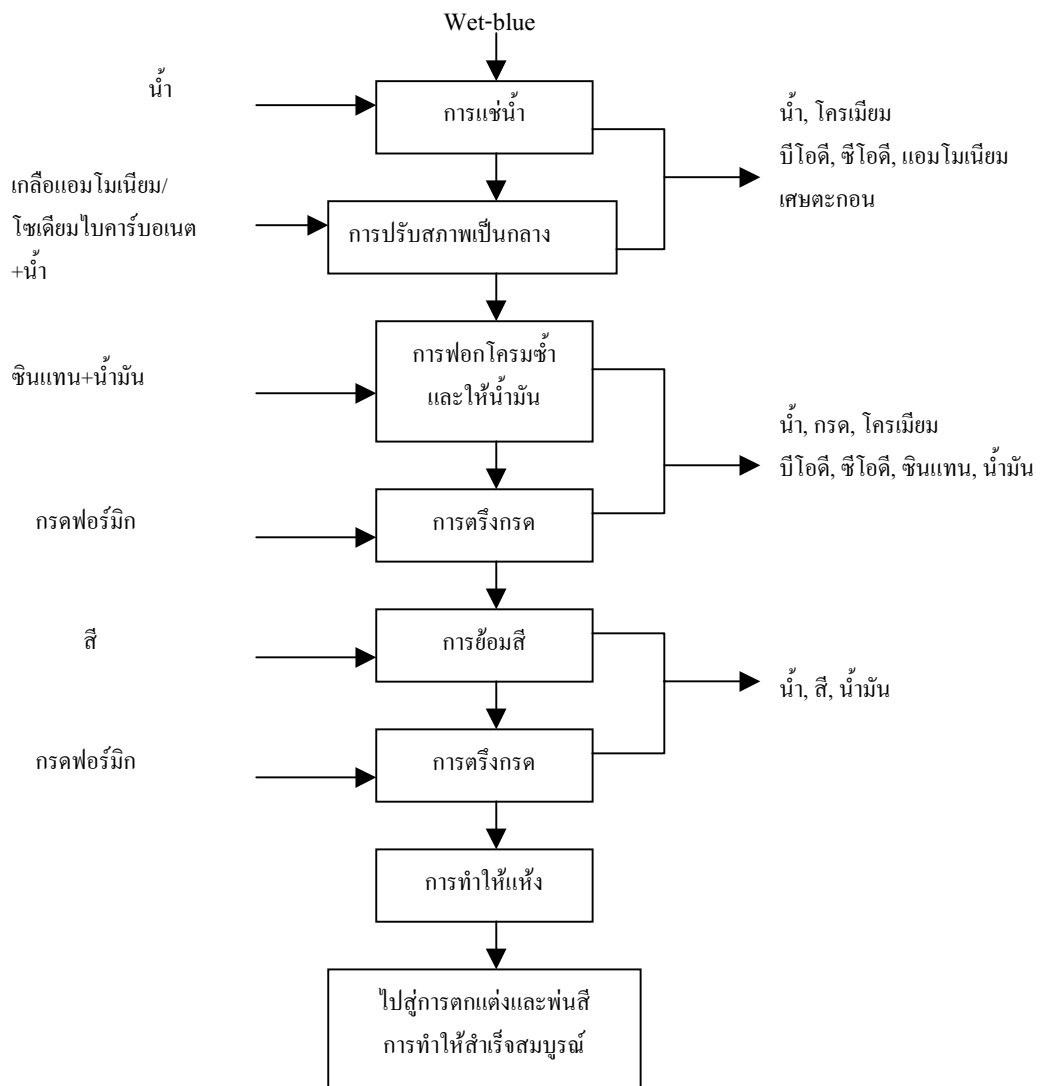 Wet-blue
น้ำ
การแช่น้ำ
น้ำ, โครเมียม
บีโอดี, ซีโอดี, แอมโมเนียม
เศษตะกอน
เกลือแอมโมเนียม/
โซเดียมไบคาร์บอเนต
+น้ำ
การปรับสภาพเป็นกลาง
ซินแทน+น้ำมัน
การฟอกโครมซ้ำ
และให้น้ำมัน
น้ำ, กรด, โครเมียม
บีโอดี, ซีโอดี, ซินแทน, น้ำมัน
กรดฟอร์มิก
การตรึงกรด
สี
การย้อมสี
น้ำ, สี, น้ำมัน
กรดฟอร์มิก
การตรึงกรด
การทำให้แห้ง
ไปสู่การตกแต่งและพ่นสี
การทำให้สำเร็จสมบูรณ์